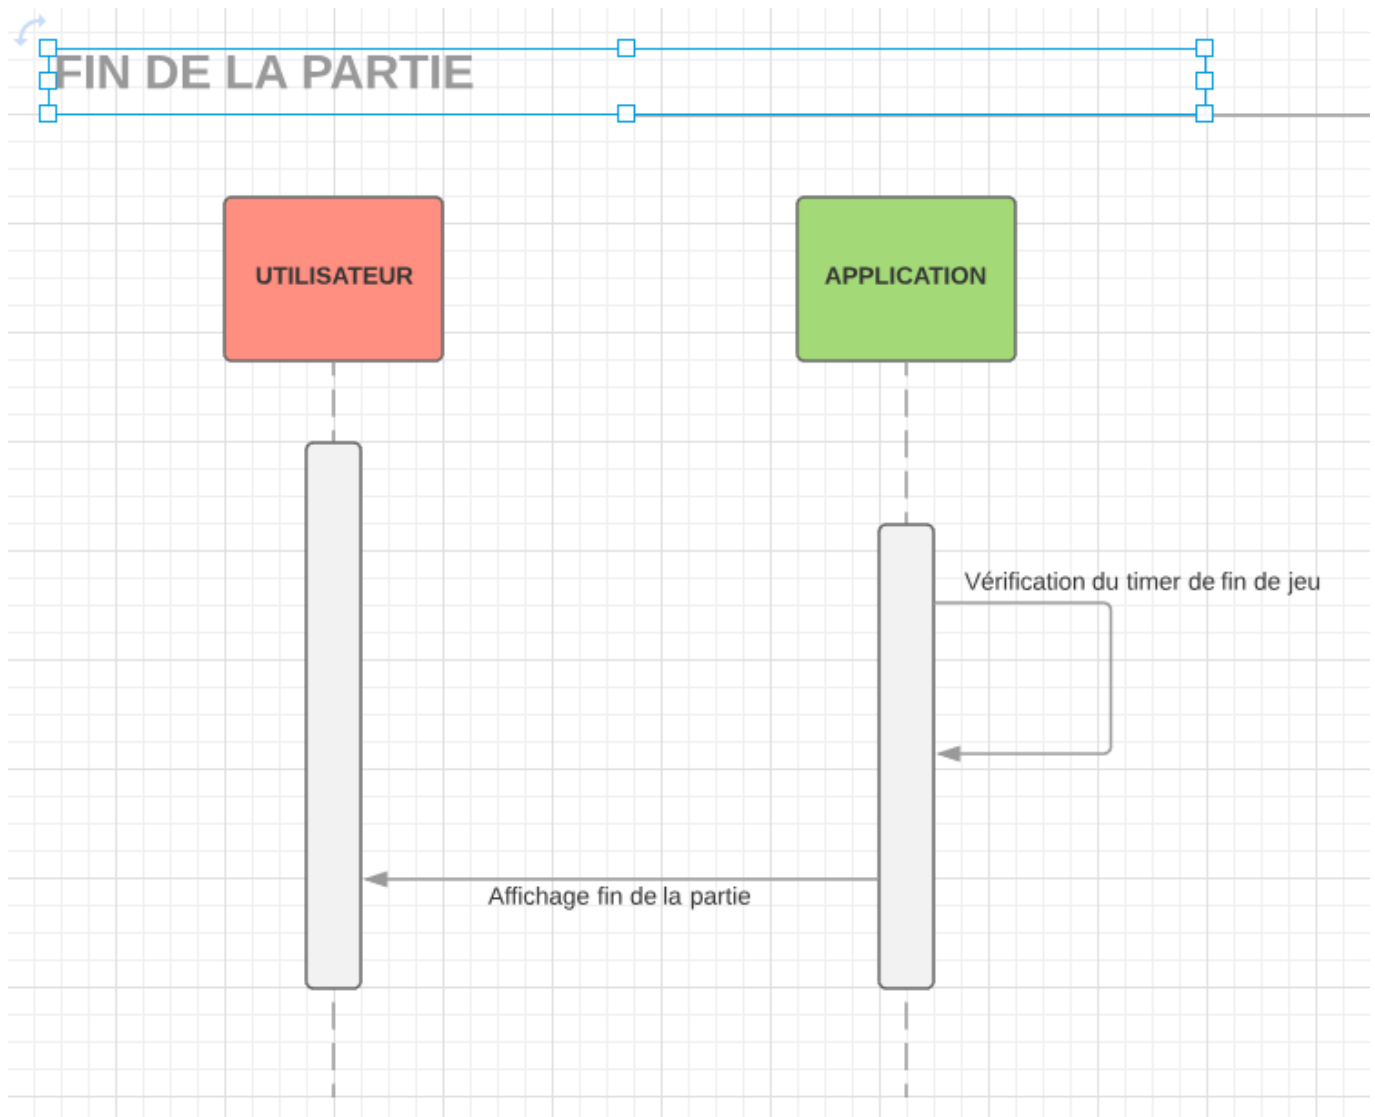 FIN DE LA PARTIE
UTILISATEUR
APPLICATION
Vérification du timer de fin de jeu
Affichage fin de la partie